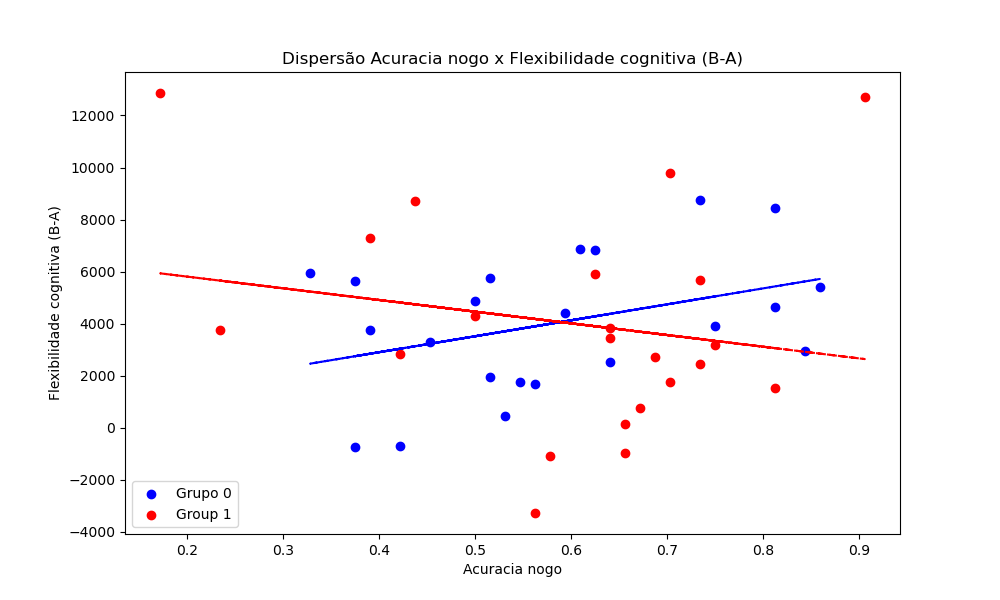 Dispersão Acuracia nogo x Flexibilidade cognitiva (B-A)
Flexibilidade cognitiva (B-A)
12000
10000
8000
6000
4000
2000
0
−2000
−4000
Grupo 0
Group 1
0.2 0.3 0.4 0.5 0.6 0.7 0.8 0.9
Acuracia nogo